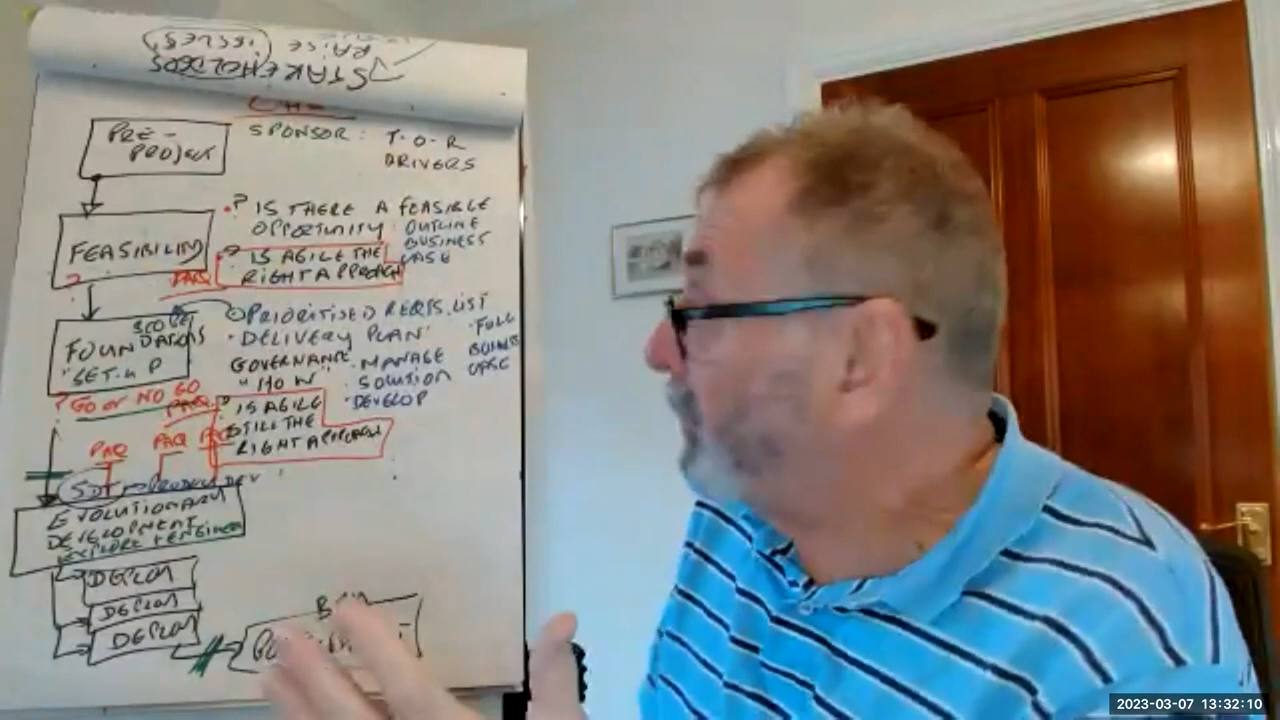 STAKEHOLDERS
RAISE
ISSUES
PRE-
PROJECT
SPONSOR: T.O.R
DRIVERS
FEASIBILITY
?
PAQ
? IS THERE A FEASIBLE
OPPORTUNITY
OUTLINE
BUSINESS
CASE
? IS AGILE THE
RIGHT APPROACH
SCOPE
FOUNDATIONS
"SET-UP
PRIORITISED REQTS. LIST
• DELIVERY PLAN
GOVERNANCE
"HOW"
• MANAGE
• SOLUTION
• DEVELOP
• FULL
BUSINESS
CASE
? GO or NO GO
PAQ
? IS AGILE
STILL THE
RIGHT APPROACH
PAQ PAQ
SDT → PRODUCT DEV
EVOLUTIONARY
DEVELOPMENT
EXPLORE & ENGINEER
DEPLOY
DEPLOY
DEPLOY
2023-03-07 13:32:10